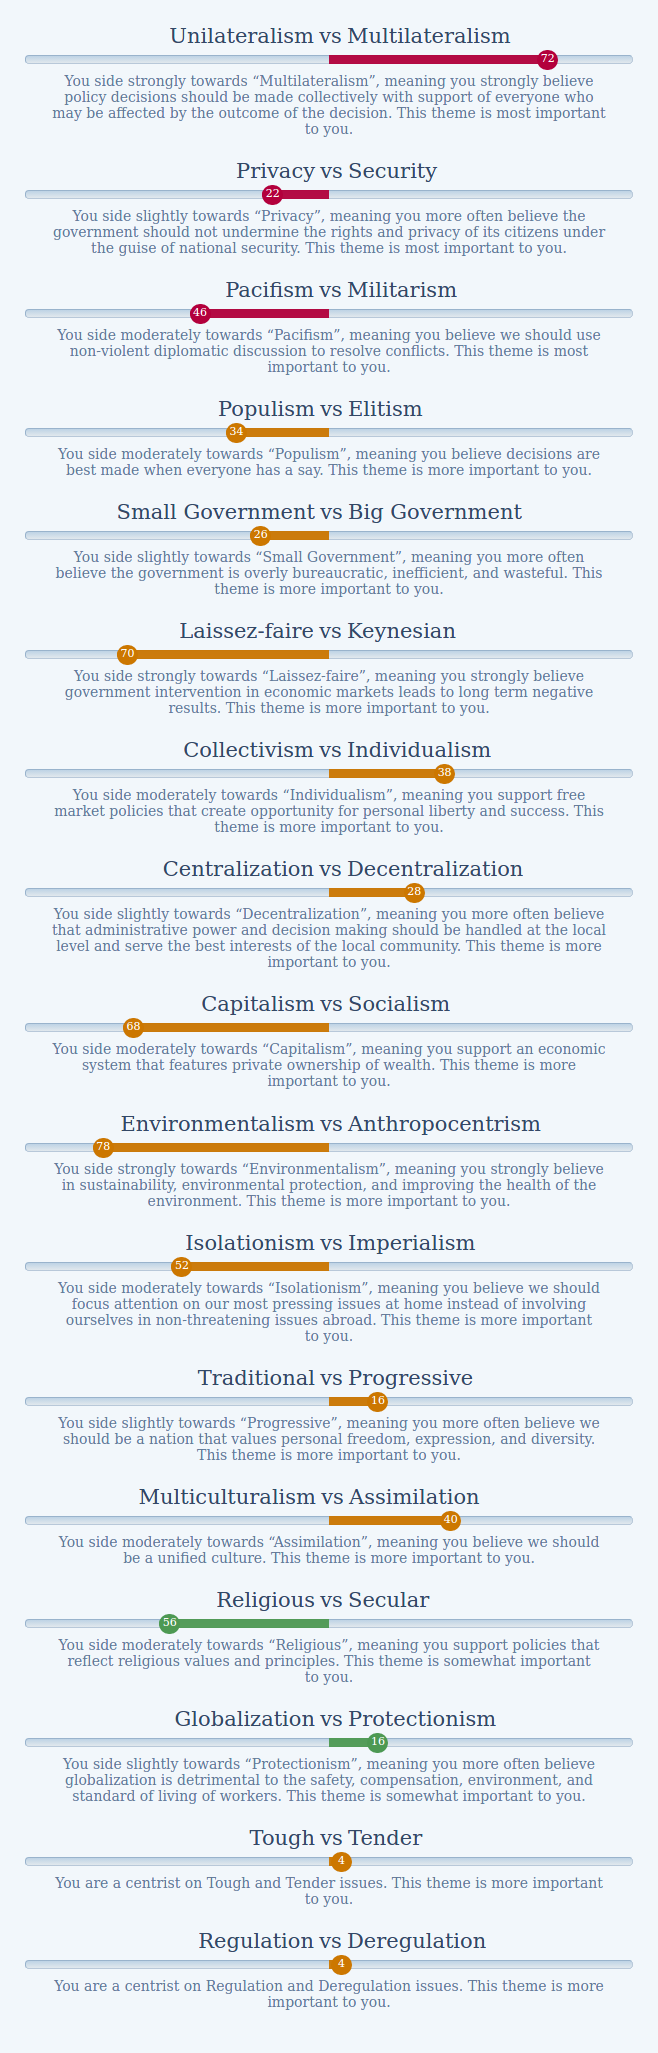 Unilateralism vs Multilateralism
72
You side strongly towards “Multilateralism”, meaning you strongly believe
policy decisions should be made collectively with support of everyone who
may be affected by the outcome of the decision. This theme is most important
to you.
Privacy vs Security
22
You side slightly towards “Privacy”, meaning you more often believe the
government should not undermine the rights and privacy of its citizens under
the guise of national security. This theme is most important to you.
Pacifism vs Militarism
46
You side moderately towards “Pacifism”, meaning you believe we should use
non-violent diplomatic discussion to resolve conflicts. This theme is most
important to you.
Populism vs Elitism
34
You side moderately towards “Populism”, meaning you believe decisions are
best made when everyone has a say. This theme is more important to you.
Small Government vs Big Government
26
You side slightly towards “Small Government”, meaning you more often
believe the government is overly bureaucratic, inefficient, and wasteful. This
theme is more important to you.
Laissez-faire vs Keynesian
70
You side strongly towards “Laissez-faire”, meaning you strongly believe
government intervention in economic markets leads to long term negative
results. This theme is more important to you.
Collectivism vs Individualism
38
You side moderately towards “Individualism”, meaning you support free
market policies that create opportunity for personal liberty and success. This
theme is more important to you.
Centralization vs Decentralization
28
You side slightly towards “Decentralization”, meaning you more often believe
that administrative power and decision making should be handled at the local
level and serve the best interests of the local community. This theme is more
important to you.
Capitalism vs Socialism
68
You side moderately towards “Capitalism”, meaning you support an economic
system that features private ownership of wealth. This theme is more
important to you.
Environmentalism vs Anthropocentrism
78
You side strongly towards “Environmentalism”, meaning you strongly believe
in sustainability, environmental protection, and improving the health of the
environment. This theme is more important to you.
Isolationism vs Imperialism
52
You side moderately towards “Isolationism”, meaning you believe we should
focus attention on our most pressing issues at home instead of involving
ourselves in non-threatening issues abroad. This theme is more important
to you.
Traditional vs Progressive
16
You side slightly towards “Progressive”, meaning you more often believe we
should be a nation that values personal freedom, expression, and diversity.
This theme is more important to you.
Multiculturalism vs Assimilation
40
You side moderately towards “Assimilation”, meaning you believe we should
be a unified culture. This theme is more important to you.
Religious vs Secular
56
You side moderately towards “Religious”, meaning you support policies that
reflect religious values and principles. This theme is somewhat important
to you.
Globalization vs Protectionism
16
You side slightly towards “Protectionism”, meaning you more often believe
globalization is detrimental to the safety, compensation, environment, and
standard of living of workers. This theme is somewhat important to you.
Tough vs Tender
4
You are a centrist on Tough and Tender issues. This theme is more important
to you.
Regulation vs Deregulation
4
You are a centrist on Regulation and Deregulation issues. This theme is more
important to you.